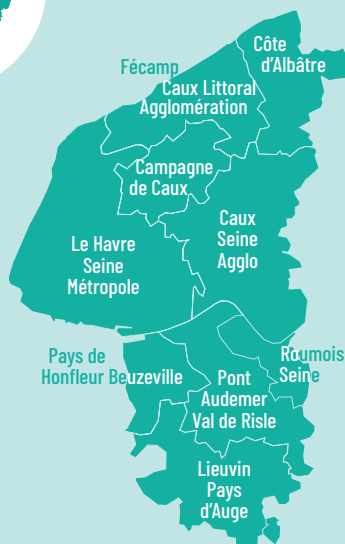 Côte
d'Albâtre
Fécamp
Caux Littoral
Agglomération
Campagne
de Caux
Caux
Seine
Agglo
Le Havre
Seine
Métropole
Pays de
Honfleur Beuzeville
Roumois
Seine
Pont
Audemer
Val de Risle
Lieuvin
Pays
d'Auge